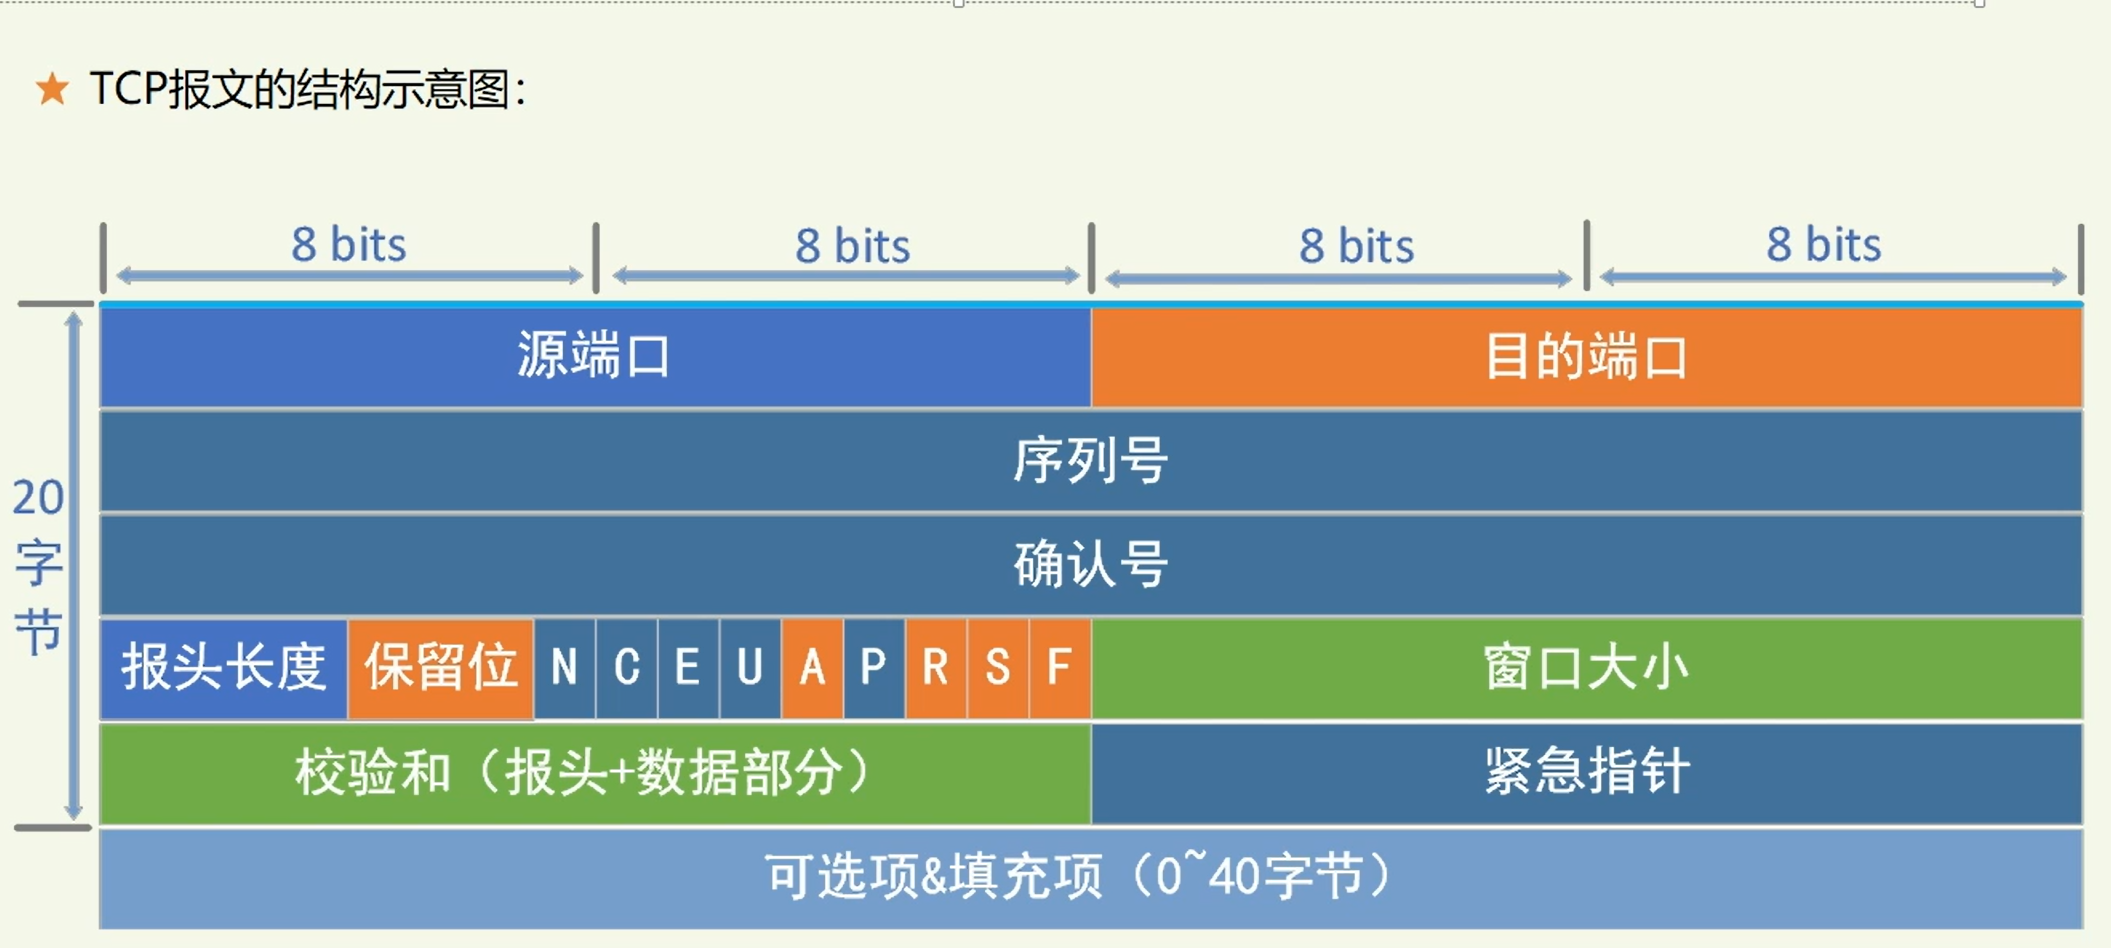 TCP报文的结构示意图：
8 bits 8 bits 8 bits 8 bits
20字节
源端口 目的端口
序列号
确认号
报头长度 保留位 N C E U A P R S F 窗口大小
校验和（报头+数据部分） 紧急指针
可选项&填充项（0~40字节）